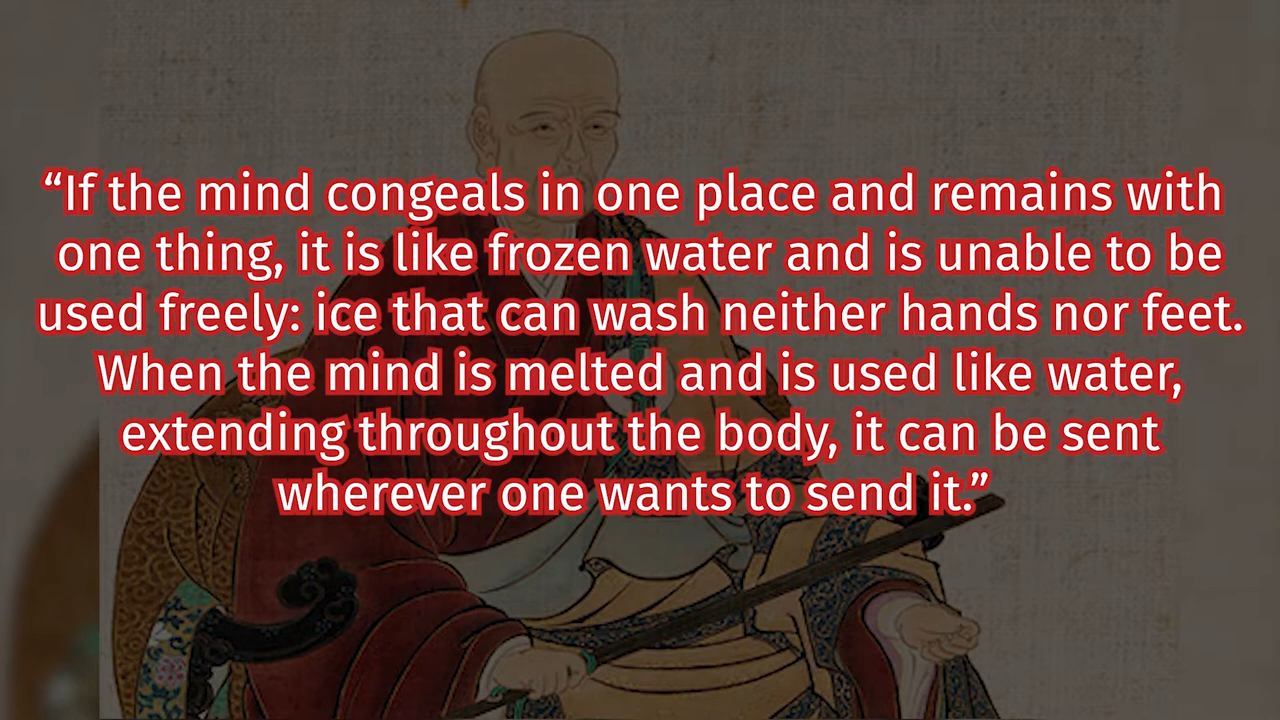 “If the mind congeals in one place and remains with
one thing, it is like frozen water and is unable to be
used freely: ice that can wash neither hands nor feet.
When the mind is melted and is used like water,
extending throughout the body, it can be sent
wherever one wants to send it.”